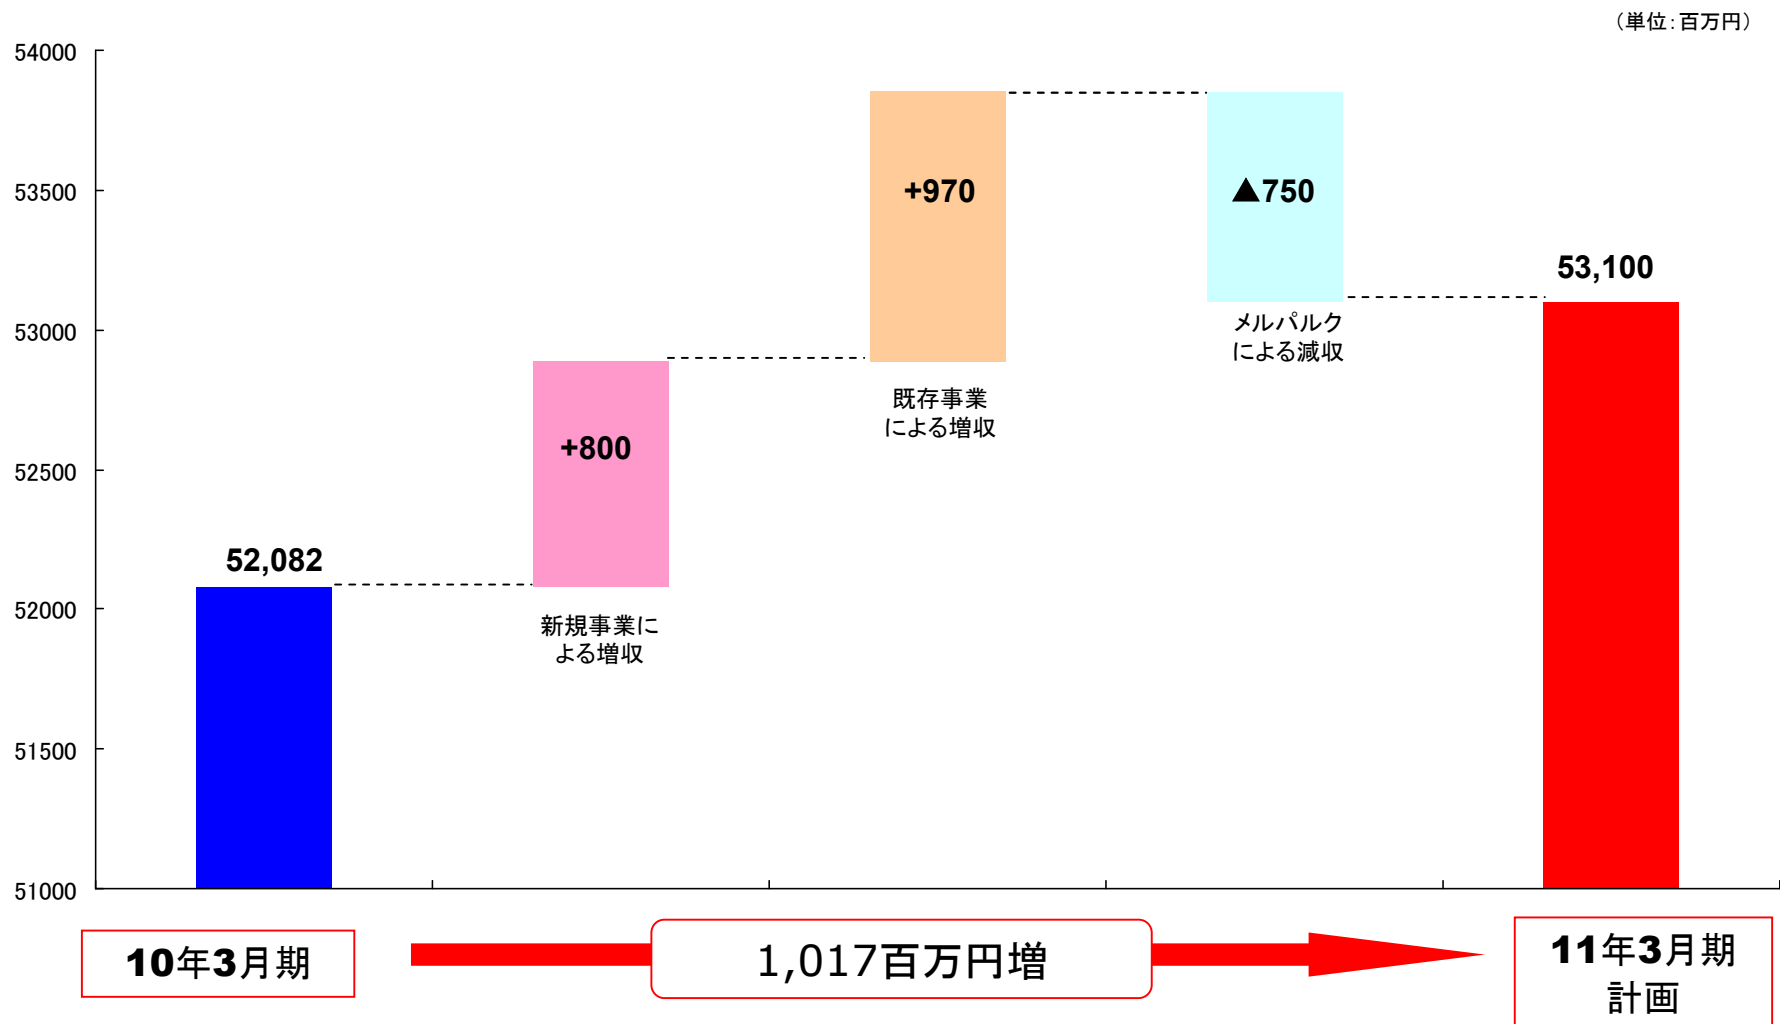 （単位：百万円）
54000
53500
53000
52500
52000
51500
51000
52,082
+800
新規事業に
よる増収
+970
既存事業
による増収
▲750
メルパルク
による減収
53,100
10年3月期
1,017百万円増
11年3月期
計画